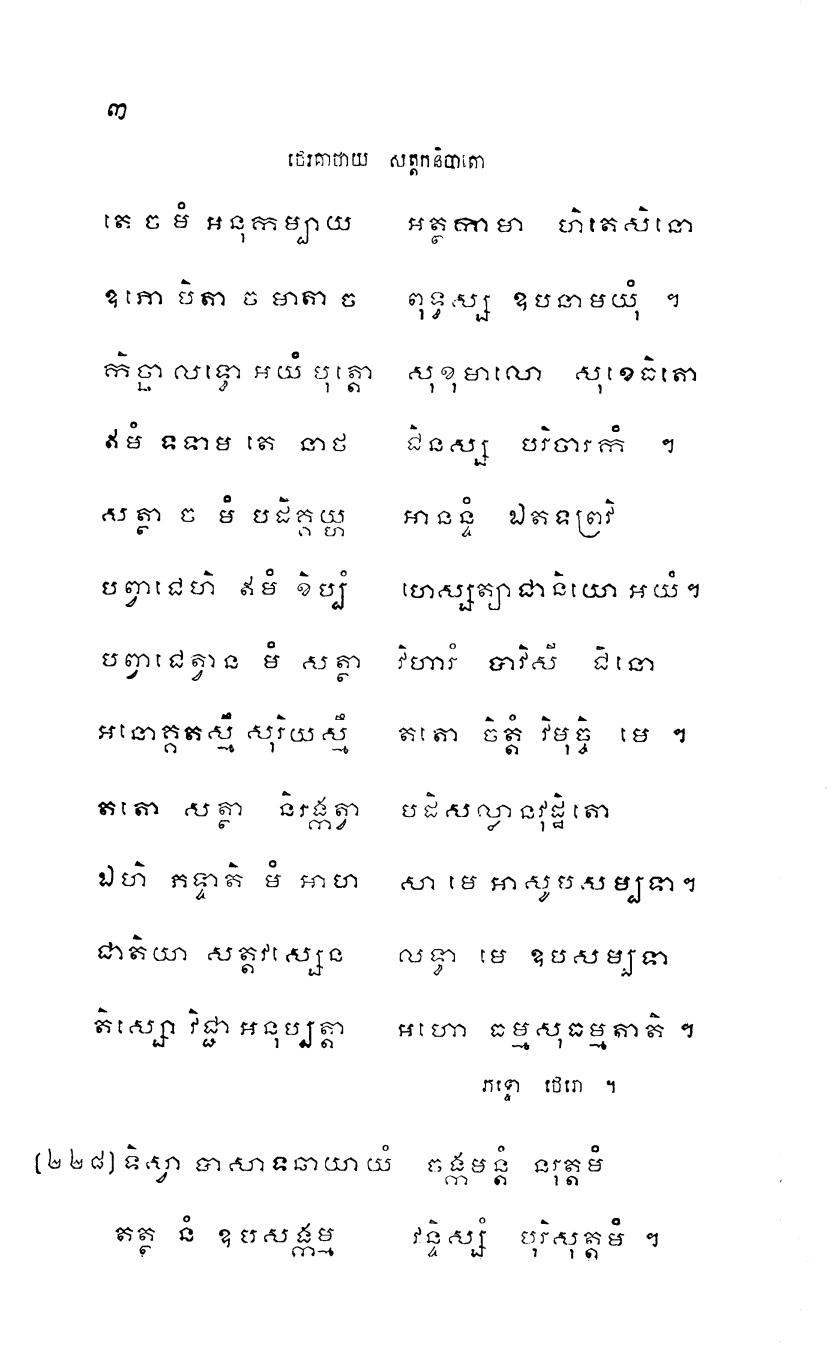 ៣
ថេរគាថាយ សត្តកនិបាតោ
តេ ច មំ អនុកម្បាយ អត្ថកាមា ហិតេសិនោ
ឧភោ បិតា ច មាតា ច ពុទ្ធស្ស ឧបនាមយុំ ។
កិច្ឆា លទ្ធោ អយំ បុត្តោ សុខុមាលោ សុខេធិតោ
ឥមំ ទទាម តេ នាថ ជិនស្ស បរិចារកំ ។
សត្ថា ច មំ បដិគ្គយ្ហ អានន្ទំ ឯតទព្រវិ
បញ្វាជេហិ ឥមំ ខិប្បំ ហេស្សត្យាជានិយោ អយំ។
បញ្វាជេត្វាន មំ សត្ថា វិហារំ បាវិសី ជិនោ
អនោគ្គតស្មឹ សុរិយស្មឹ តតោ ចិត្តំ វិមុច្ចិ មេ ។
តតោ សត្ថា និរង្កត្វា បដិសល្លានវុដ្ឋិតោ
ឯហិ ភទ្ទាតិ មំ អាហ សា មេ អាសូបសម្បទា។
ជាតិយា សត្តវស្សេន លទ្ធា មេ ឧបសម្បទា
តិស្សោ វិជ្ជា អនុប្បត្តា អហោ ធម្មសុធម្មតាតិ ។
ភទ្ទោ ថេរោ ។
(២២៨) ទិស្វា បាសាទឆាយាយំ ចង្កមន្តំ នរុត្តមំ
តត្ថ នំ ឧបសង្កម្ម វន្ទិស្សំ បុរិសុត្តមំ ។